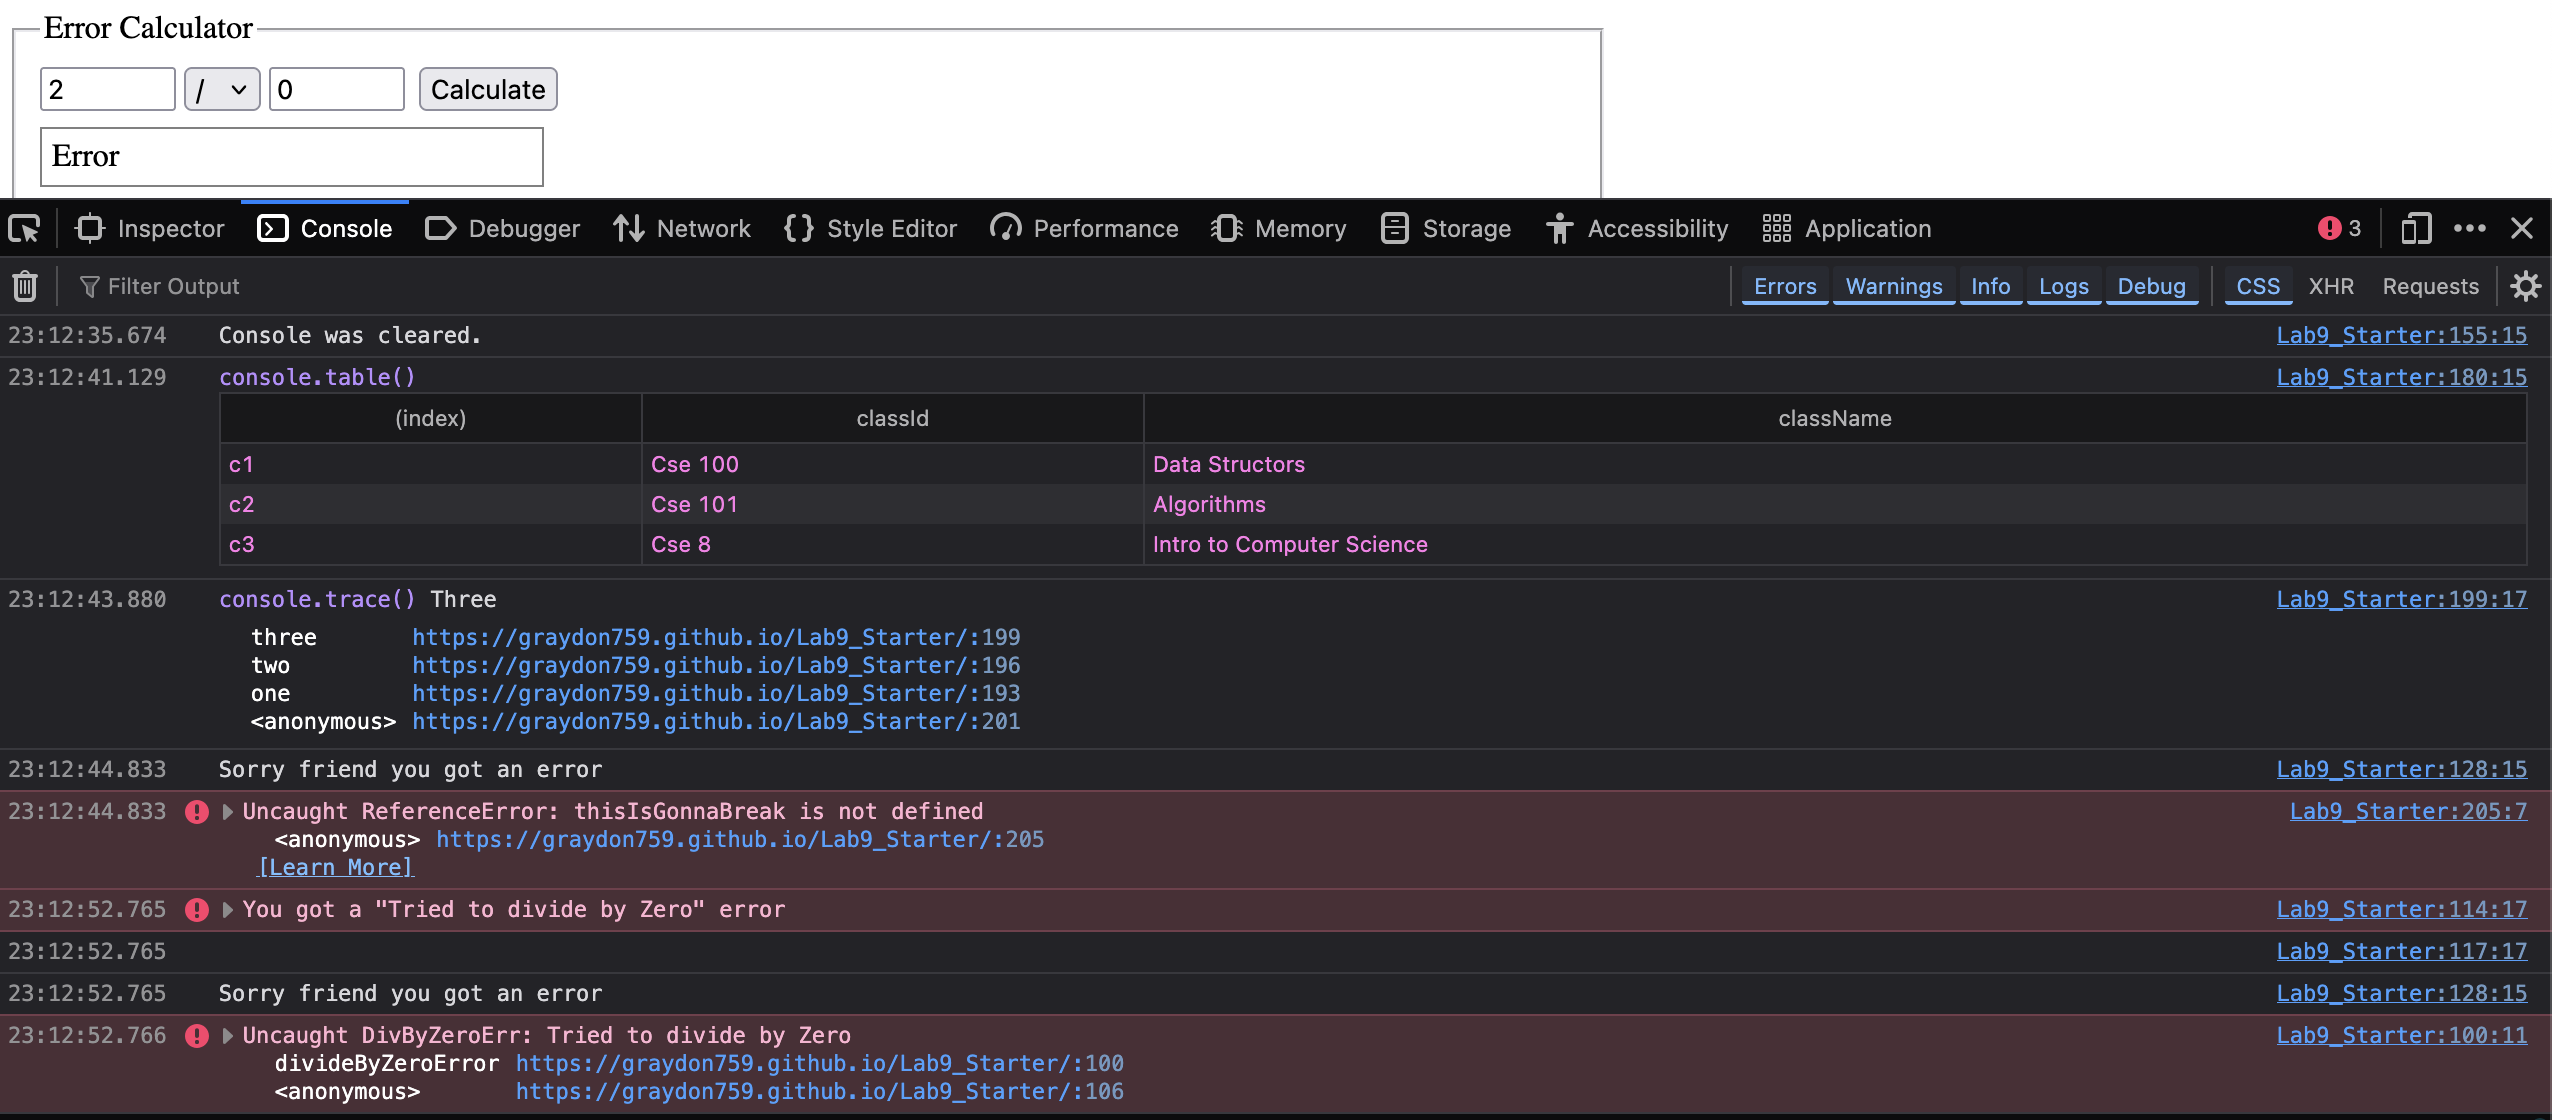 Error Calculator
2 / 0 Calculate
Error
Inspector Console Debugger Network Style Editor Performance Memory Storage Accessibility Application 3
Filter Output Errors Warnings Info Logs Debug CSS XHR Requests
23:12:35.674 Console was cleared. Lab9_Starter:155:15
23:12:41.129 console.table() Lab9_Starter:180:15
(index) classId className
c1 Cse 100 Data Structors
c2 Cse 101 Algorithms
c3 Cse 8 Intro to Computer Science
23:12:43.880 console.trace() Three Lab9_Starter:199:17
three https://graydon759.github.io/Lab9_Starter/:199
two https://graydon759.github.io/Lab9_Starter/:196
one https://graydon759.github.io/Lab9_Starter/:193
<anonymous> https://graydon759.github.io/Lab9_Starter/:201
23:12:44.833 Sorry friend you got an error Lab9_Starter:128:15
23:12:44.833 Uncaught ReferenceError: thisIsGonnaBreak is not defined Lab9_Starter:205:7
<anonymous> https://graydon759.github.io/Lab9_Starter/:205
[Learn More]
23:12:52.765 You got a "Tried to divide by Zero" error Lab9_Starter:114:17
23:12:52.765 Lab9_Starter:117:17
23:12:52.765 Sorry friend you got an error Lab9_Starter:128:15
23:12:52.766 Uncaught DivByZeroErr: Tried to divide by Zero Lab9_Starter:100:11
divideByZeroError https://graydon759.github.io/Lab9_Starter/:100
<anonymous> https://graydon759.github.io/Lab9_Starter/:106